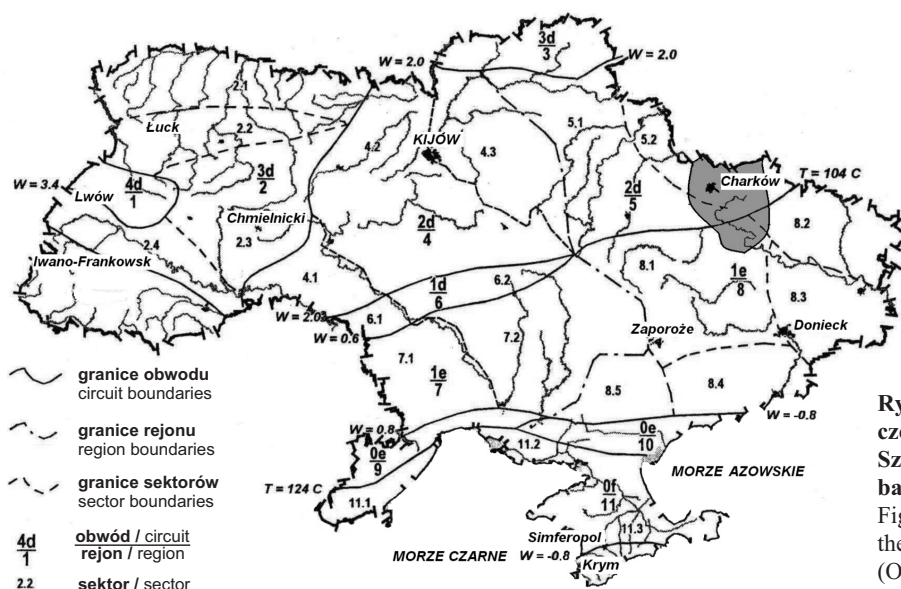 3d
3
W = 2.0
W = 2.0
2.1
Łuck
2.2
5.1
5.2
4.2
KIJÓW
4.3
3d
2
2d
5
Charków
T = 104 C
W = 3.4
4d
1
Lwów
Chmielnicki
2d
4
8.2
2.4
2.3
Iwano-Frankowsk
4.1
8.1
1e
8
8.3
1d
6
6.2
W = 2.0
6.1
W = 0.6
7.2
Zaporoże
Donieck
7.1
1e
7
8.5
8.4
W = -0.8
W = 0.8
0e
9
11.2
0e
10
MORZE AZOWSKIE
T = 124 C
11.1
0f
11
11.3
Simferopol
MORZE CZARNE
W = -0.8
Krym
granice obwodu
circuit boundaries
granice rejonu
region boundaries
granice sektorów
sector boundaries
4d
1
obwód / circuit
rejon / region
2.2
sektor / sector
Ry
cze
Sz
ba
Fig
the
(O